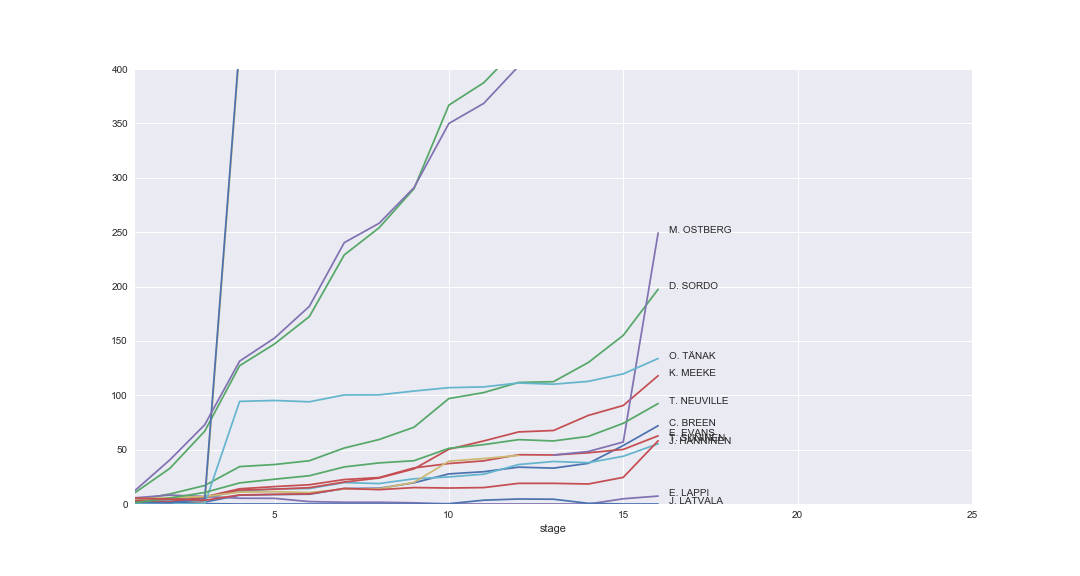 400
350
300
250
200
150
100
50
0
M. OSTBERG
D. SORDO
O. TÄNAK
K. MEEKE
T. NEUVILLE
C. BREEN
E. EVANS
J. HANNINEN
E. LAPPI
J. LATVALA
5
10
15
20
25
stage